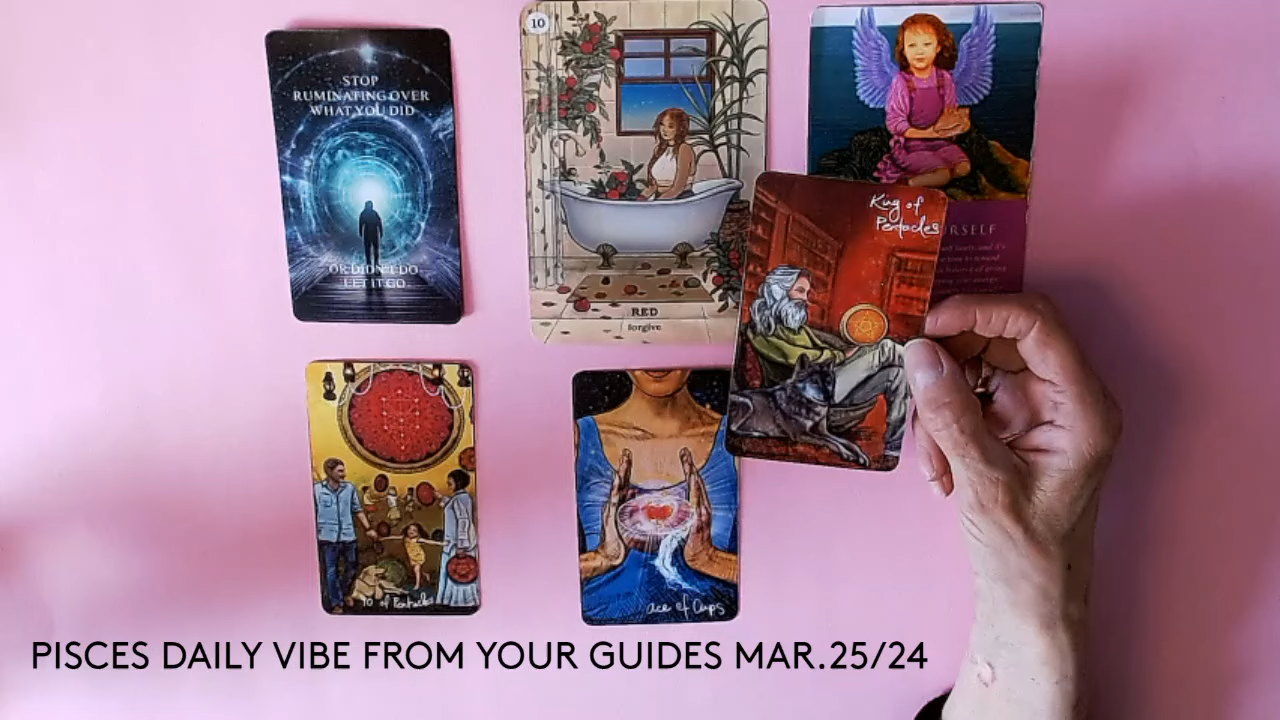 STOP
RUMINATING OVER
WHAT YOU DID
OR DIDN'T DO
LET IT GO
10
RED
forgive
King of
Pentacles
URSELF
10 of Pentacles
ace of Cups
PISCES DAILY VIBE FROM YOUR GUIDES MAR.25/24